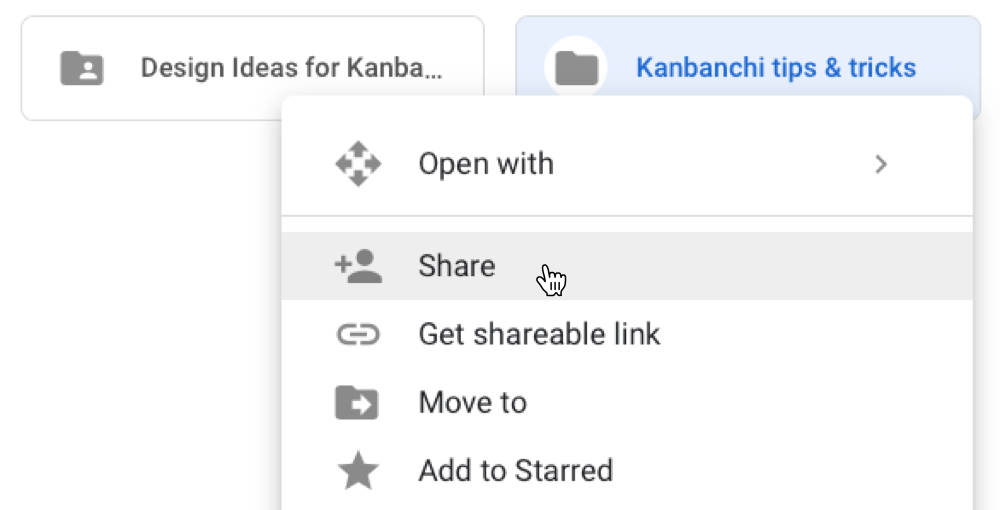 Design Ideas for Kanba...
Kanbanchi tips & tricks
Open with
Share
Get shareable link
Move to
Add to Starred